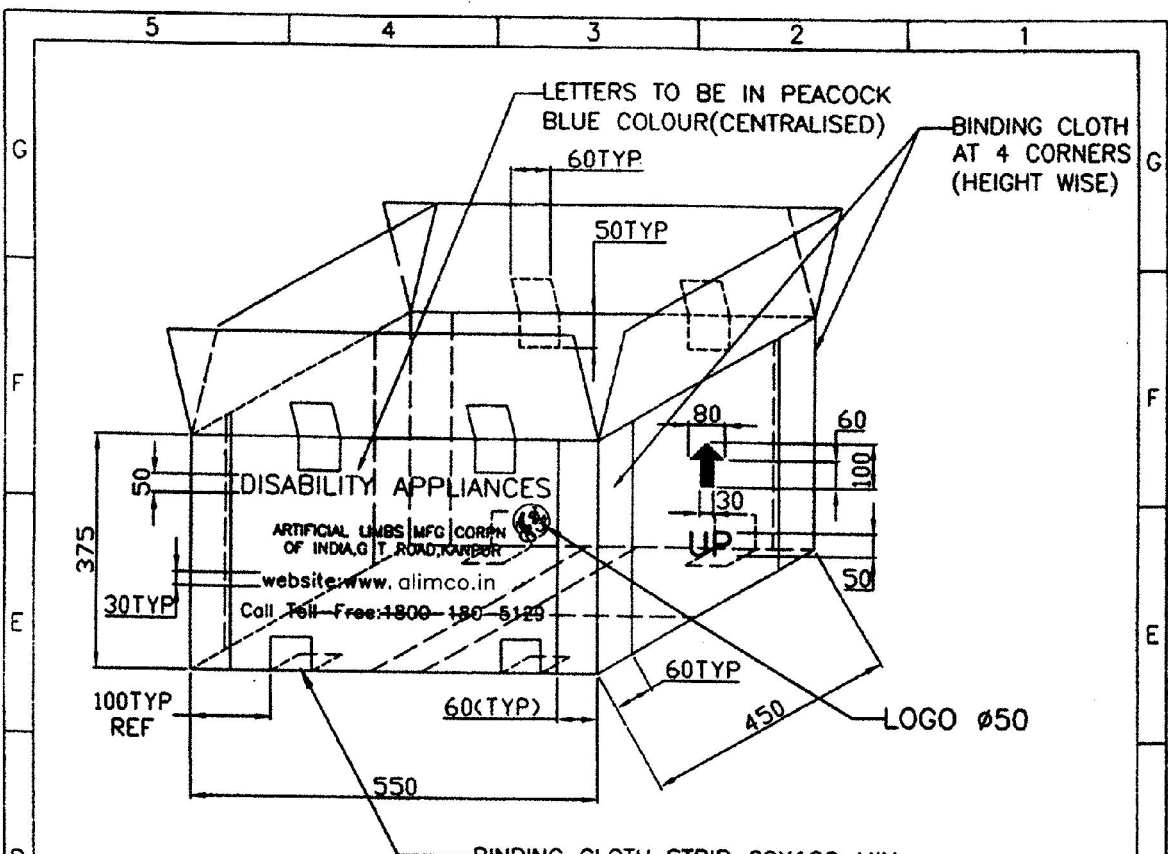 5 4 3 2 1
G
G
F
F
E
E
LETTERS TO BE IN PEACOCK
BLUE COLOUR(CENTRALISED)
BINDING CLOTH
AT 4 CORNERS
(HEIGHT WISE)
60TYP
50TYP
80
60
100
30
UP
50
50
375
DISABILITY APPLIANCES
ARTIFICIAL LIMBS MFG CORPN
OF INDIA,G T ROAD,KANPUR
website:www. alimco.in
Call Toll-Free:1800-180-5129
30TYP
100TYP
REF
60(TYP)
60TYP
450
LOGO ø50
550